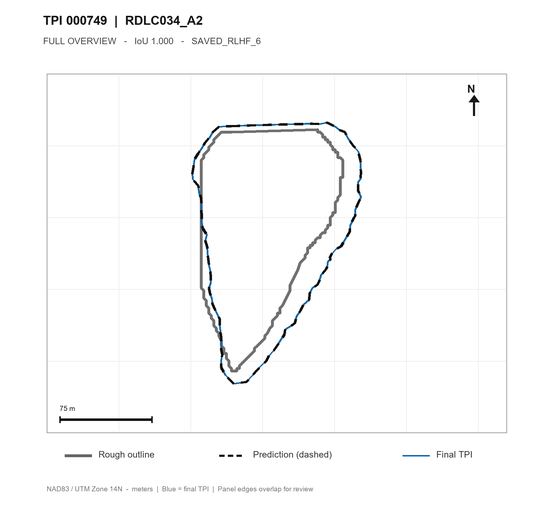 TPI 000749 | RDLC034_A2
FULL OVERVIEW - IoU 1.000 - SAVED_RLHF_6
N
75 m
Rough outline
Prediction (dashed)
Final TPI
NAD83 / UTM Zone 14N - meters | Blue = final TPI | Panel edges overlap for review